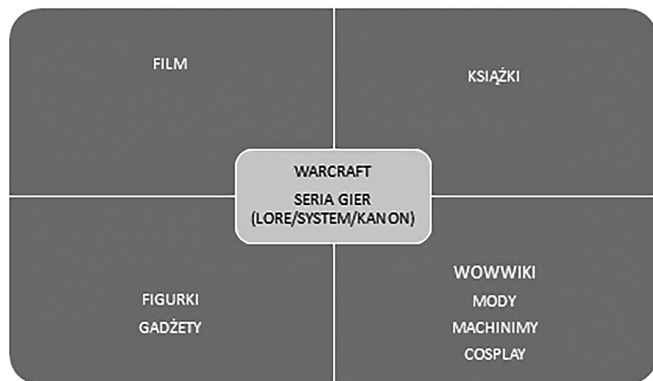 FILM
KSIĄŻKI
WARCRAFT
SERIA GIER
(LORE/SYSTEM/KANON)
FIGURKI
GADŻETY
WOWWIKI
MODY
MACHINIMY
COSPLAY